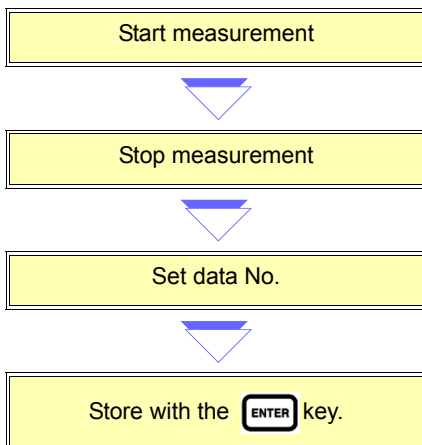 Start measurement
Stop measurement
Set data No.
Store with the ENTER key.